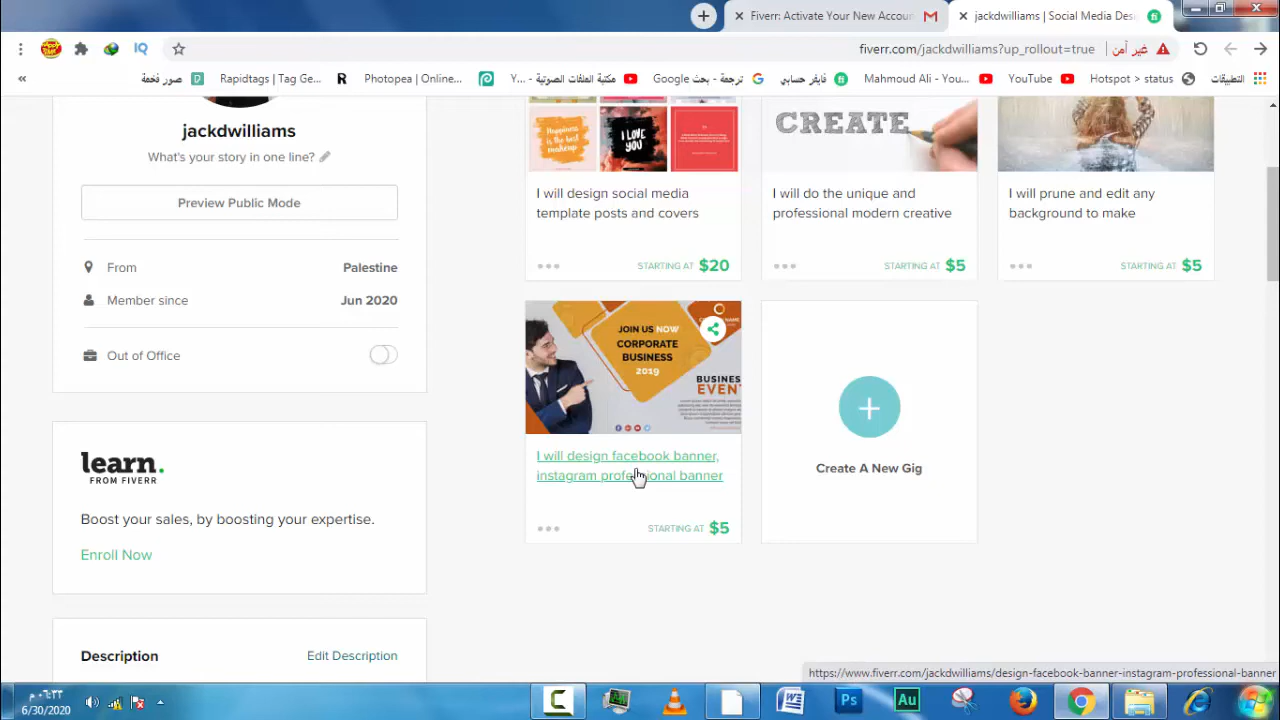 Fiverr: Activate Your New Accour
jackdwilliams | Social Media Des
fiverr.com/jackdwilliams?up_rollout=true
غير آمن
صور فخمة
Rapidtags | Tag Ge...
Photopea | Online...
مكتبة الملفات الصوتية - Y...
ترجمة - بحث Google
فايفر حسابي
Mahmoud Ali - You...
YouTube
Hotspot > status
التطبيقات
jackdwilliams
What's your story in one line?
Preview Public Mode
From
Palestine
Member since
Jun 2020
Out of Office
learn.
FROM FIVERR
Boost your sales, by boosting your expertise.
Enroll Now
Description
Edit Description
Happiness
is the best
makeup
I LOVE
YOU
I will design social media
template posts and covers
STARTING AT $20
CREATE
I will do the unique and
professional modern creative
STARTING AT $5
I will prune and edit any
background to make
STARTING AT $5
JOIN US NOW
CORPORATE
BUSINESS
2019
BUSINESS
EVENT
I will design facebook banner,
instagram professional banner
STARTING AT $5
Create A New Gig
https://www.fiverr.com/jackdwilliams/design-facebook-banner-instagram-professional-banner
6/30/2020
Ps
Au